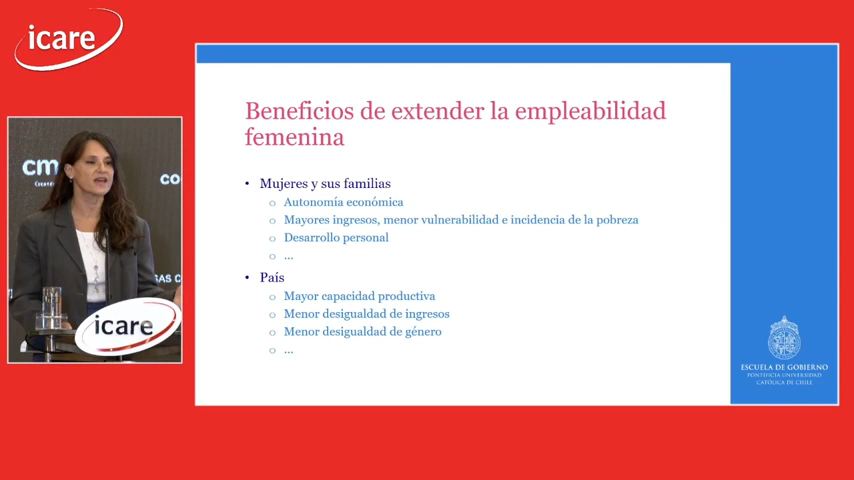 icare
Beneficios de extender la empleabilidad
femenina
• Mujeres y sus familias
o Autonomía económica
o Mayores ingresos, menor vulnerabilidad e incidencia de la pobreza
o Desarrollo personal
o ...
• País
o Mayor capacidad productiva
o Menor desigualdad de ingresos
o Menor desigualdad de género
o ...
cm
co
icare
ESCUELA DE GOBIERNO
PONTIFICIA UNIVERSIDAD
CATÓLICA DE CHILE